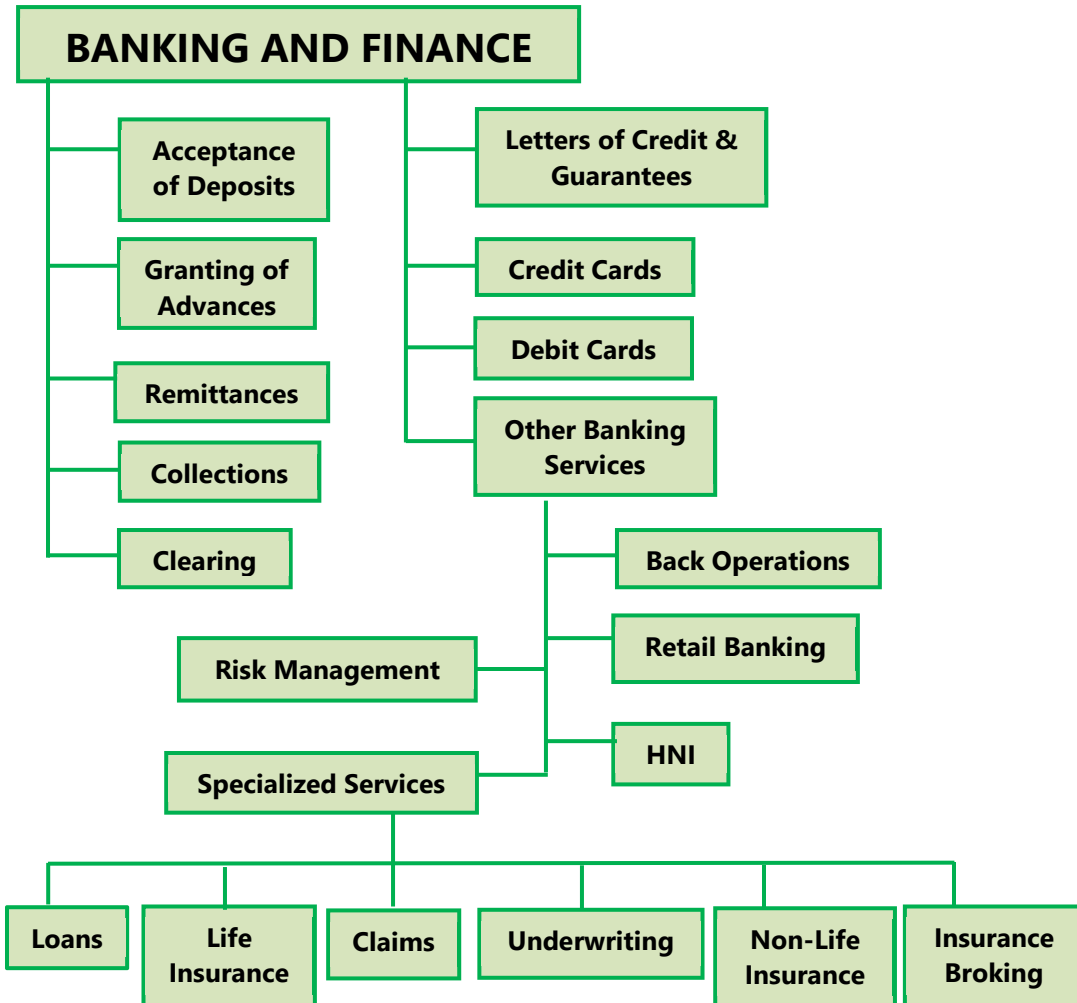 BANKING AND FINANCE
Acceptance
of Deposits
Granting of
Advances
Remittances
Collections
Clearing
Letters of Credit &
Guarantees
Credit Cards
Debit Cards
Other Banking
Services
Back Operations
Retail Banking
Risk Management
HNI
Specialized Services
Loans
Life
Insurance
Claims
Underwriting
Non-Life
Insurance
Insurance
Broking